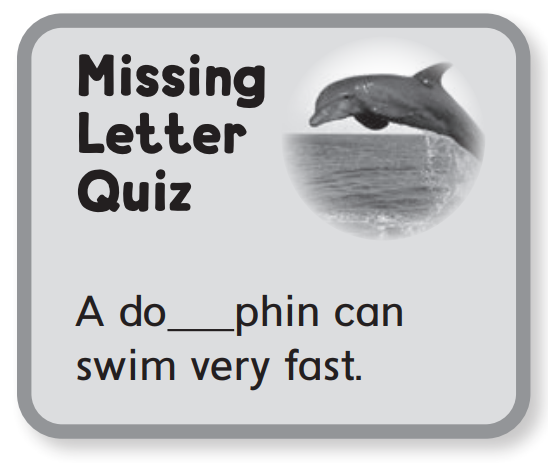 Missing
Letter
Quiz
A do___phin can
swim very fast.